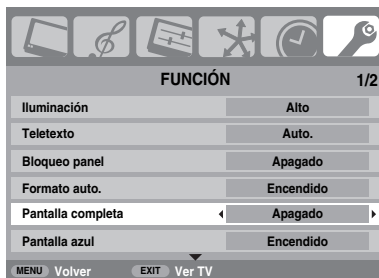 FUNCIÓN 1/2
Iluminación Alto
Teletexto Auto.
Bloqueo panel Apagado
Formato auto. Encendido
Pantalla completa Apagado
Pantalla azul Encendido
MENU Volver EXIT Ver TV